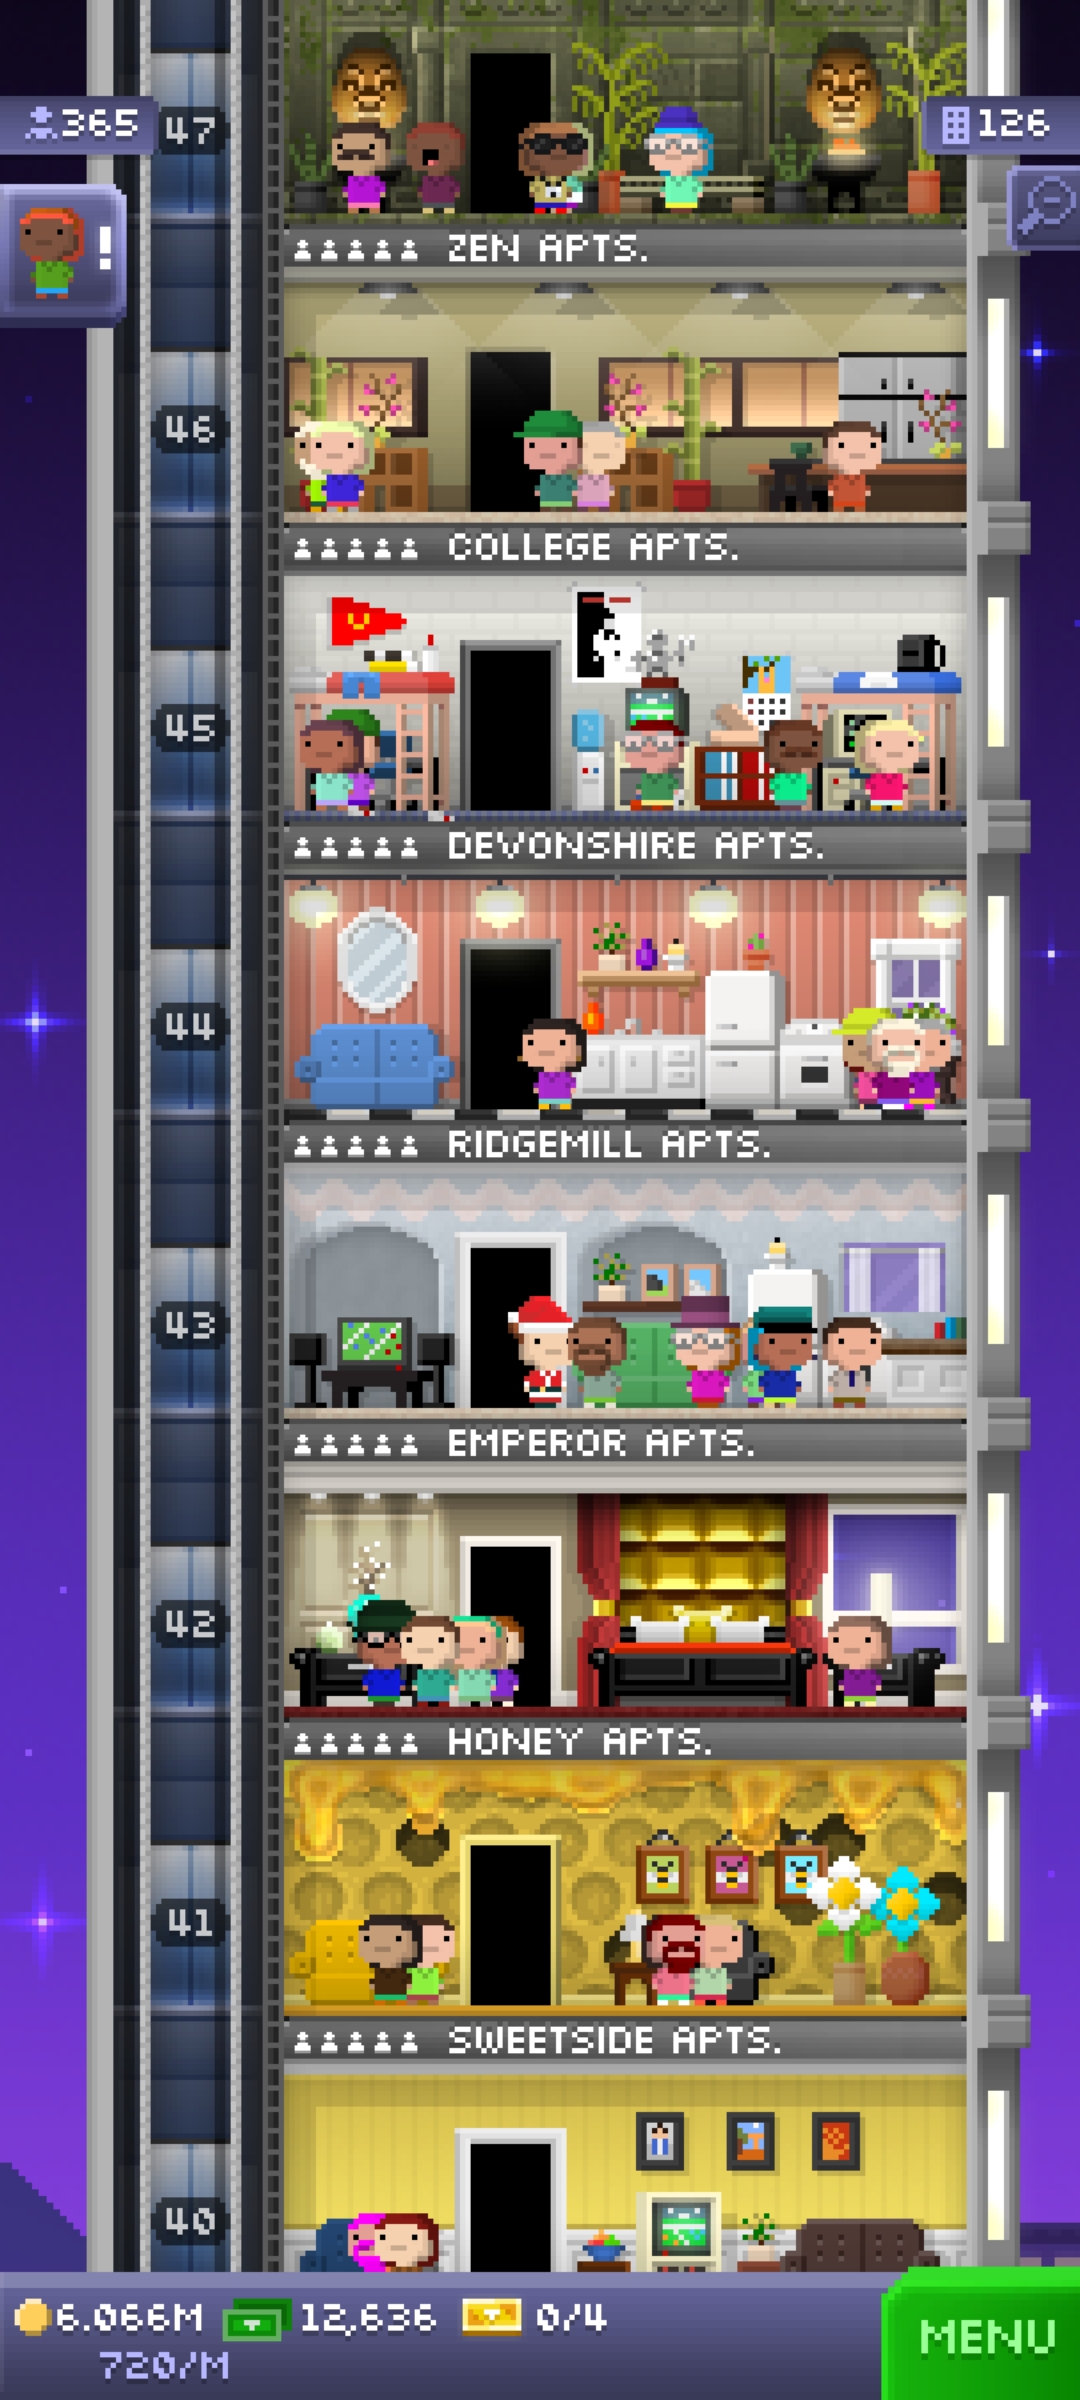 365
47
126
!
ZEN APTS.
46
COLLEGE APTS.
45
DEVONSHIRE APTS.
44
RIDGEMILL APTS.
43
EMPEROR APTS.
42
HONEY APTS.
41
SWEETSIDE APTS.
40
6.066M 12,636 0/4
720/M
MENU